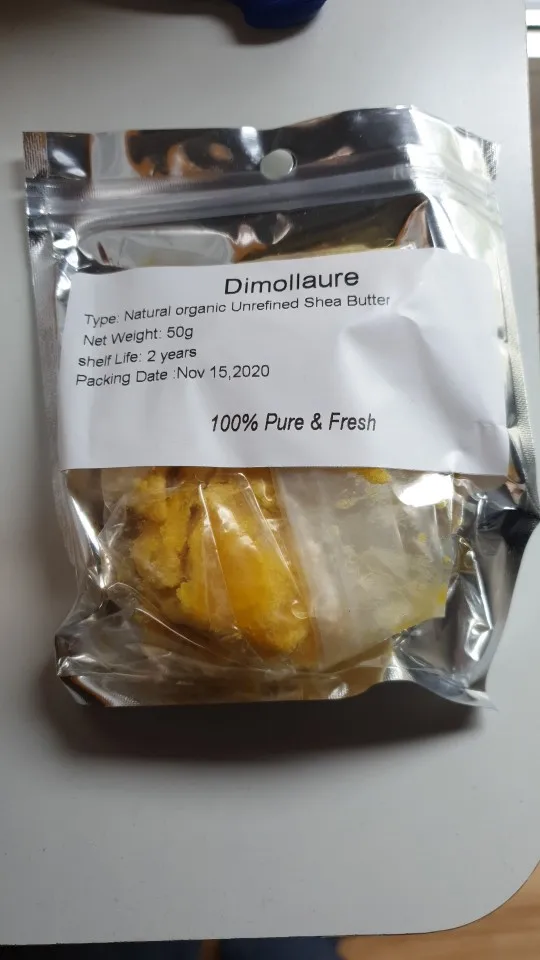 Dimollaure
Type: Natural organic Unrefined Shea Butter
Net Weight: 50g
shelf Life: 2 years
Packing Date :Nov 15,2020
100% Pure & Fresh